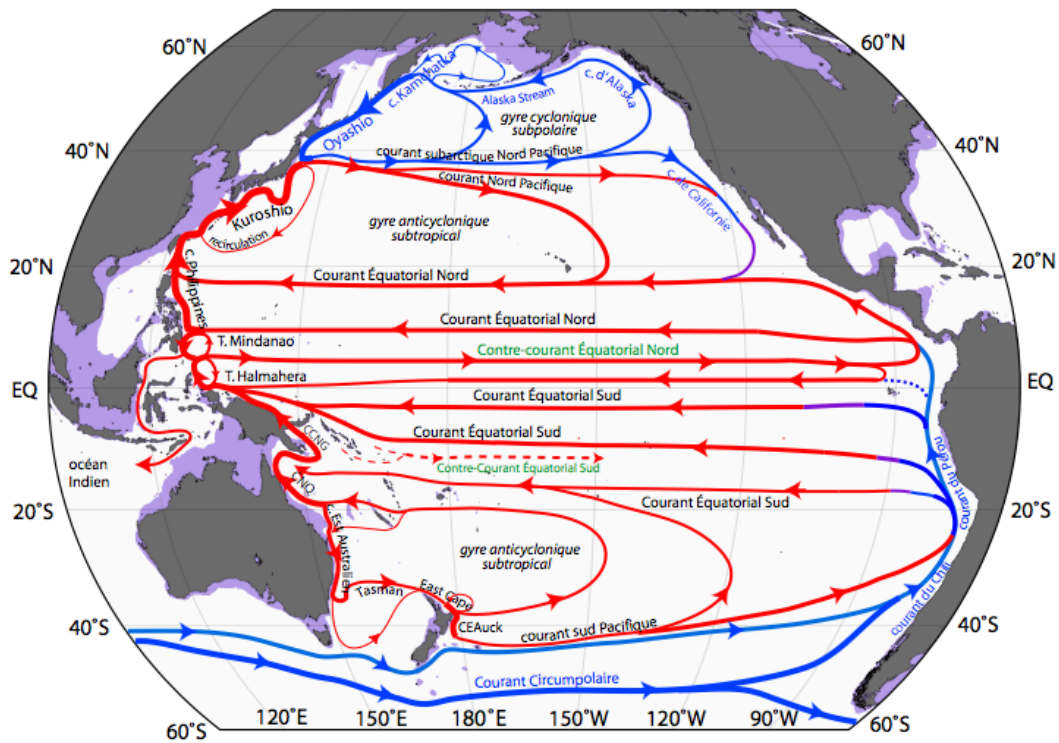 60˚N
60˚N
c. Kamchatka
c. d'Alaska
Alaska Stream
Oyashio
gyre cyclonique
subpolaire
40˚N
40˚N
courant subarctique Nord Pacifique
courant Nord Pacifique
c. de Californie
Kuroshio
recirculation
gyre anticyclonique
subtropical
20˚N
20˚N
c. Philippines
Courant Équatorial Nord
Courant Équatorial Nord
T. Mindanao
Contre-courant Équatorial Nord
T. Halmahera
EQ
EQ
Courant Équatorial Sud
Courant Équatorial Sud
CCNG
océan
Indien
Contre-Courant Équatorial Sud
CNQ
Courant Équatorial Sud
courant du Pérou
20˚S
20˚S
c. Est Australien
gyre anticyclonique
subtropical
Tasman
East Cape
CEAuck
courant sud Pacifique
courant du Chili
40˚S
40˚S
Courant Circumpolaire
60˚S
120˚E
150˚E
180˚E
150˚W
120˚W
90˚W
60˚S